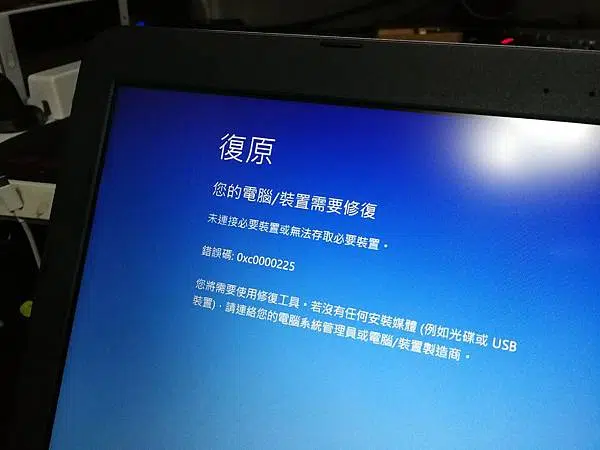 復原
您的電腦/裝置需要修復
未連接必要裝置或無法存取必要裝置。
錯誤碼: 0xc0000225
您將需要使用修復工具。若沒有任何安裝媒體 (例如光碟或 USB
裝置)，請連絡您的電腦系統管理員或電腦/裝置製造商。